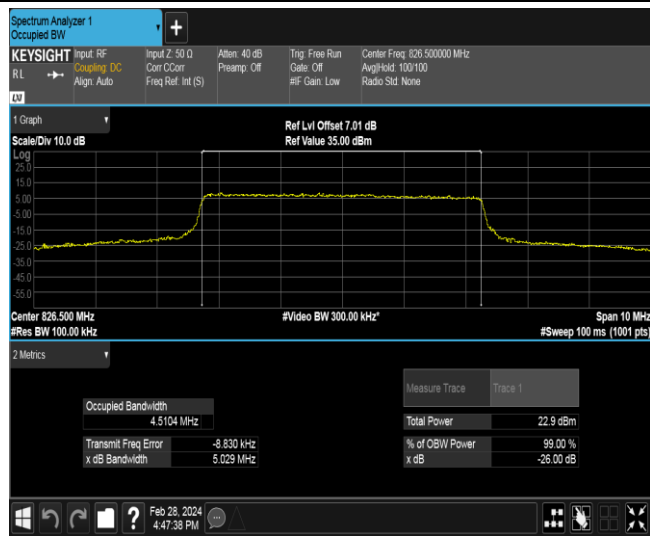 Spectrum Analyzer 1
Occupied BW
+
KEYSIGHT
RL
Input: RF
Coupling: DC
Align: Auto
Input Z: 50 Ω
Corr CCorr
Freq Ref: Int (S)
Atten: 40 dB
Preamp: Off
Trig: Free Run
Gate: Off
#IF Gain: Low
Center Freq: 826.500000 MHz
Avg|Hold: 100/100
Radio Std: None
LXI
1 Graph
Scale/Div 10.0 dB
Ref Lvl Offset 7.01 dB
Ref Value 35.00 dBm
Log
25.0
15.0
5.00
-5.00
-15.0
-25.0
-35.0
-45.0
-55.0
Center 826.500 MHz
#Video BW 300.00 kHz*
Span 10 MHz
#Res BW 100.00 kHz
#Sweep 100 ms (1001 pts)
2 Metrics
Measure Trace
Trace 1
Occupied Bandwidth
4.5104 MHz
Total Power
22.9 dBm
Transmit Freq Error
-8.830 kHz
% of OBW Power
99.00 %
x dB Bandwidth
5.029 MHz
x dB
-26.00 dB
?
Feb 28, 2024
4:47:38 PM